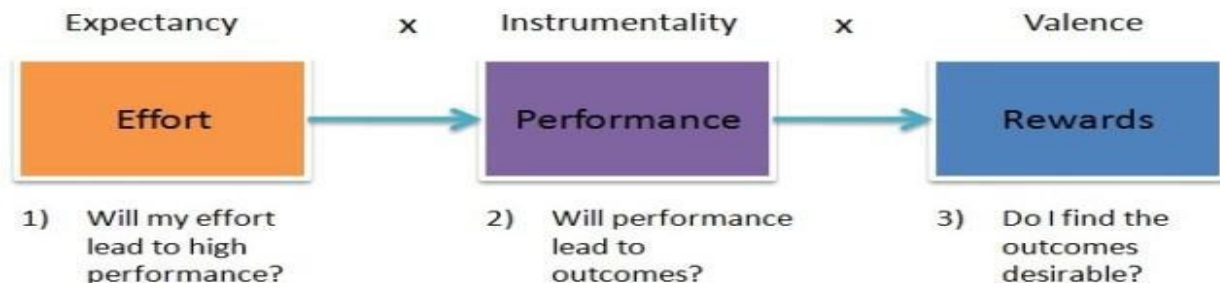 Expectancy x Instrumentality x Valence
Effort Performance Rewards
1) Will my effort 2) Will performance 3) Do I find the
lead to high lead to outcomes
performance? outcomes? desirable?